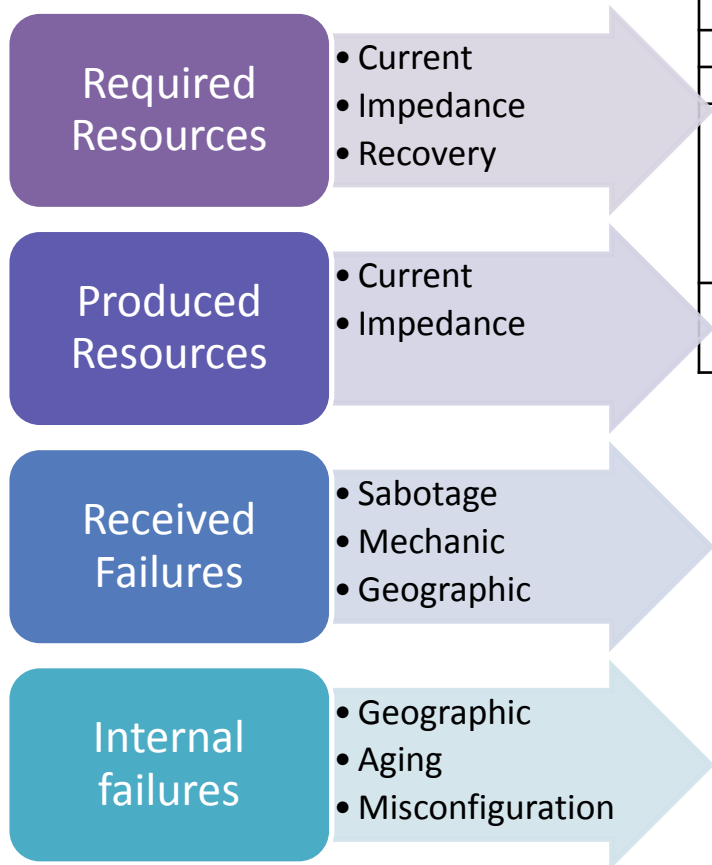 Required
Resources
• Current
• Impedance
• Recovery
Produced
Resources
• Current
• Impedance
Received
Failures
• Sabotage
• Mechanic
• Geographic
Internal
failures
• Geographic
• Aging
• Misconfiguration